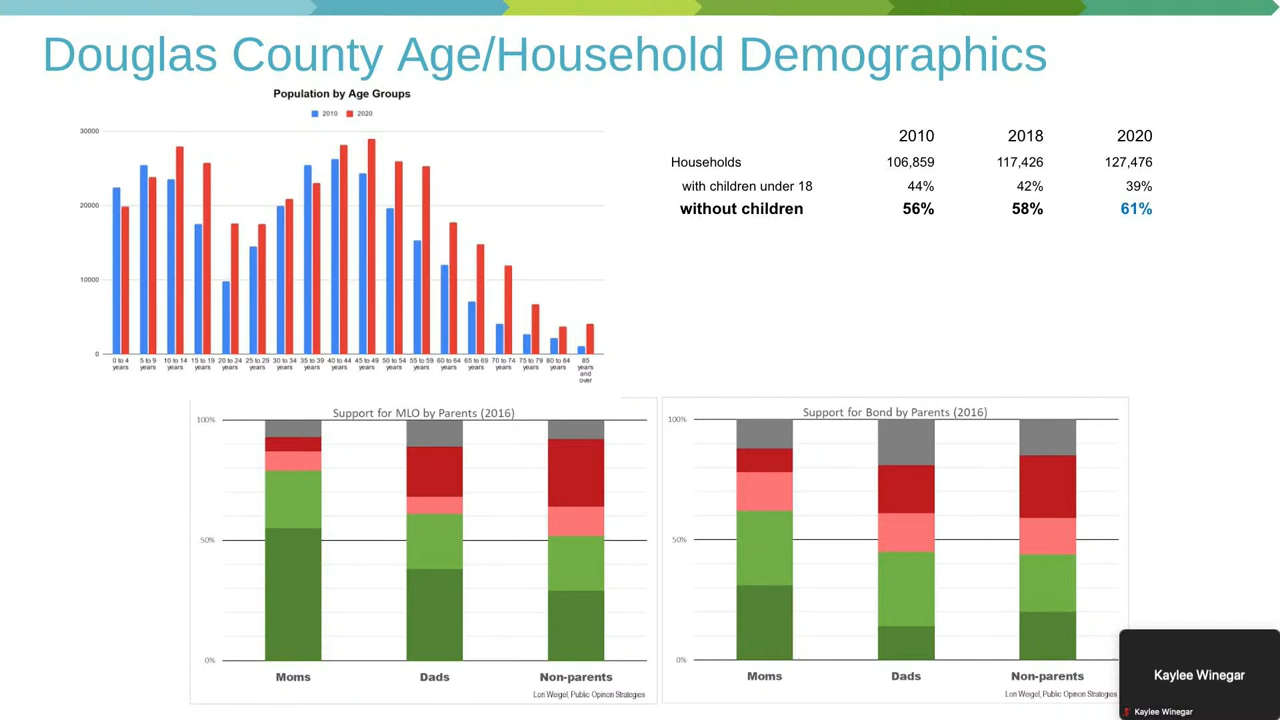 Douglas County Age/Household Demographics
Population by Age Groups
2010 2020
30000
20000
10000
0
0 to 4 years
5 to 9 years
10 to 14 years
15 to 19 years
20 to 24 years
25 to 29 years
30 to 34 years
35 to 39 years
40 to 44 years
45 to 49 years
50 to 54 years
55 to 59 years
60 to 64 years
65 to 69 years
70 to 74 years
75 to 79 years
80 to 84 years
85 years and over
2010 2018 2020
Households 106,859 117,426 127,476
with children under 18 44% 42% 39%
without children 56% 58% 61%
Support for MLO by Parents (2016)
100%
50%
0%
Moms Dads Non-parents
Lori Weigel, Public Opinion Strategies
Support for Bond by Parents (2016)
100%
50%
0%
Moms Dads Non-parents
Lori Weigel, Public Opinion Strategies
Kaylee Winegar
Kaylee Winegar